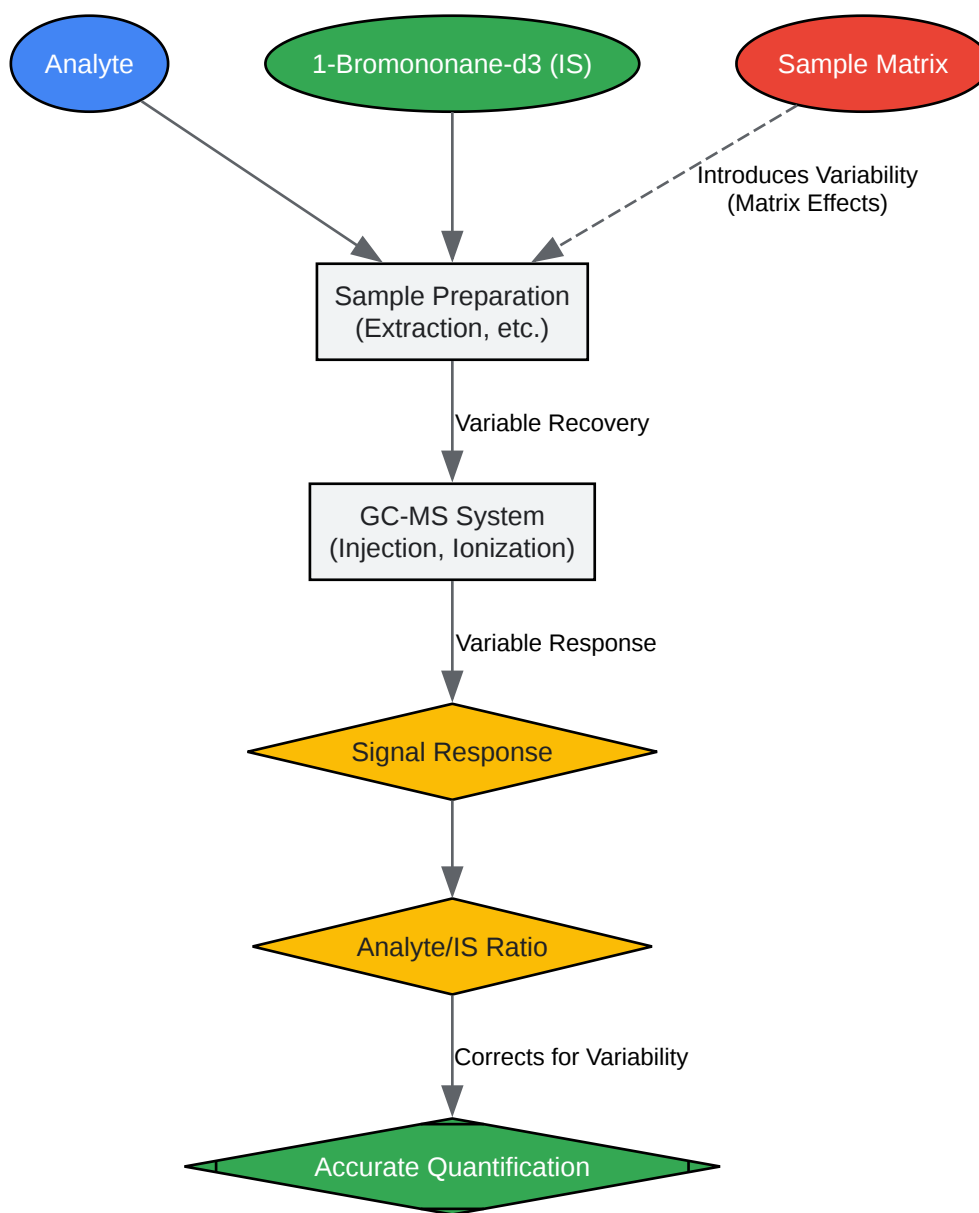 Analyte
1-Bromononane-d3 (IS)
Sample Matrix
Introduces Variability
(Matrix Effects)
Sample Preparation
(Extraction, etc.)
Variable Recovery
GC-MS System
(Injection, Ionization)
Variable Response
Signal Response
Analyte/IS Ratio
Corrects for Variability
Accurate Quantification